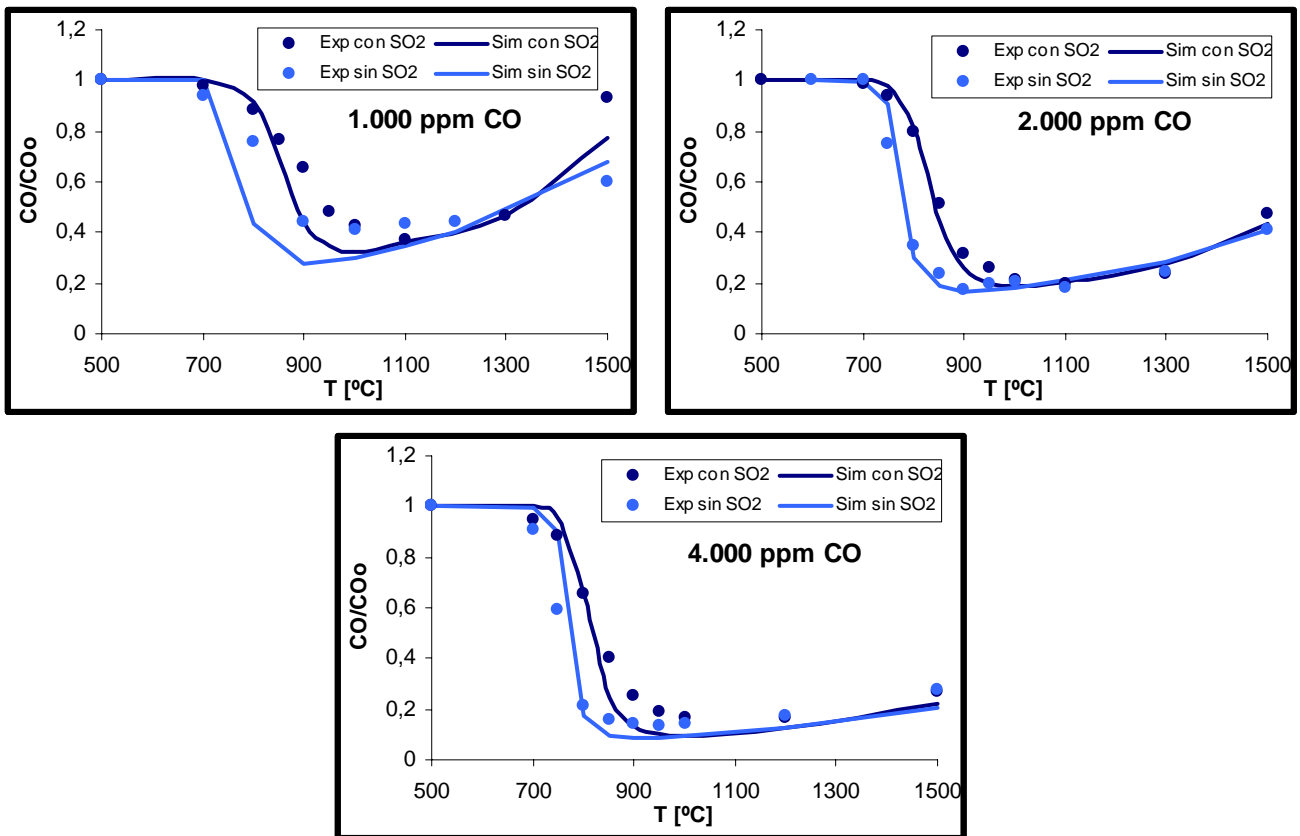 1,2
Exp con SO2 Sim con SO2
Exp sin SO2 Sim sin SO2
1
1.000 ppm CO
0,8
CO/COo
0,6
0,4
0,2
0
500 700 900 1100 1300 1500
T [ºC]
1,2
Exp con SO2 Sim con SO2
Exp sin SO2 Sim sin SO2
1
2.000 ppm CO
0,8
CO/COo
0,6
0,4
0,2
0
500 700 900 1100 1300 1500
T [ºC]
1,2
Exp con SO2 Sim con SO2
Exp sin SO2 Sim sin SO2
1
4.000 ppm CO
0,8
CO/COo
0,6
0,4
0,2
0
500 700 900 1100 1300 1500
T [ºC]